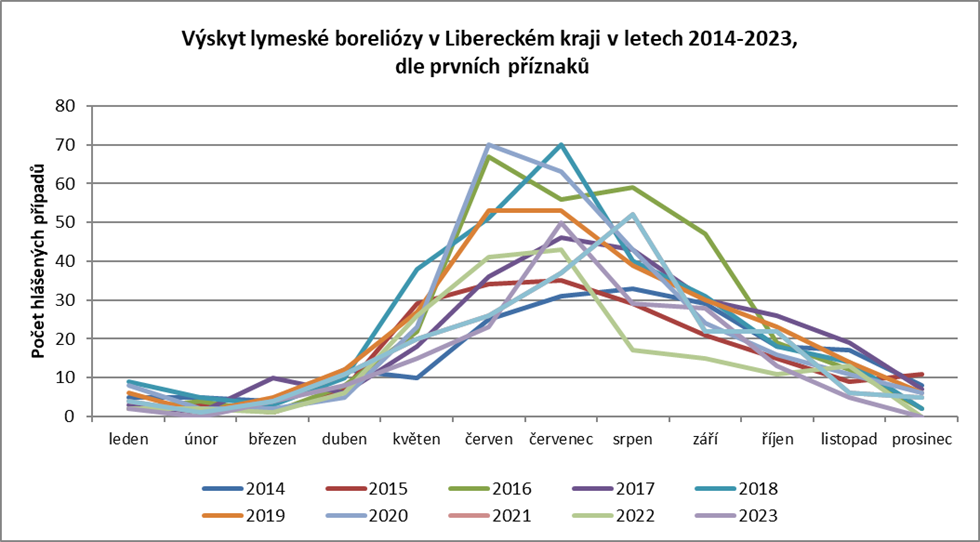 Výskyt lymeské boreliózy v Libereckém kraji v letech 2014-2023,
dle prvních příznaků
Počet hlášených případů
80
70
60
50
40
30
20
10
0
leden únor březen duben květen červen červenec srpen září říjen listopad prosinec
2014 2015 2016 2017 2018
2019 2020 2021 2022 2023